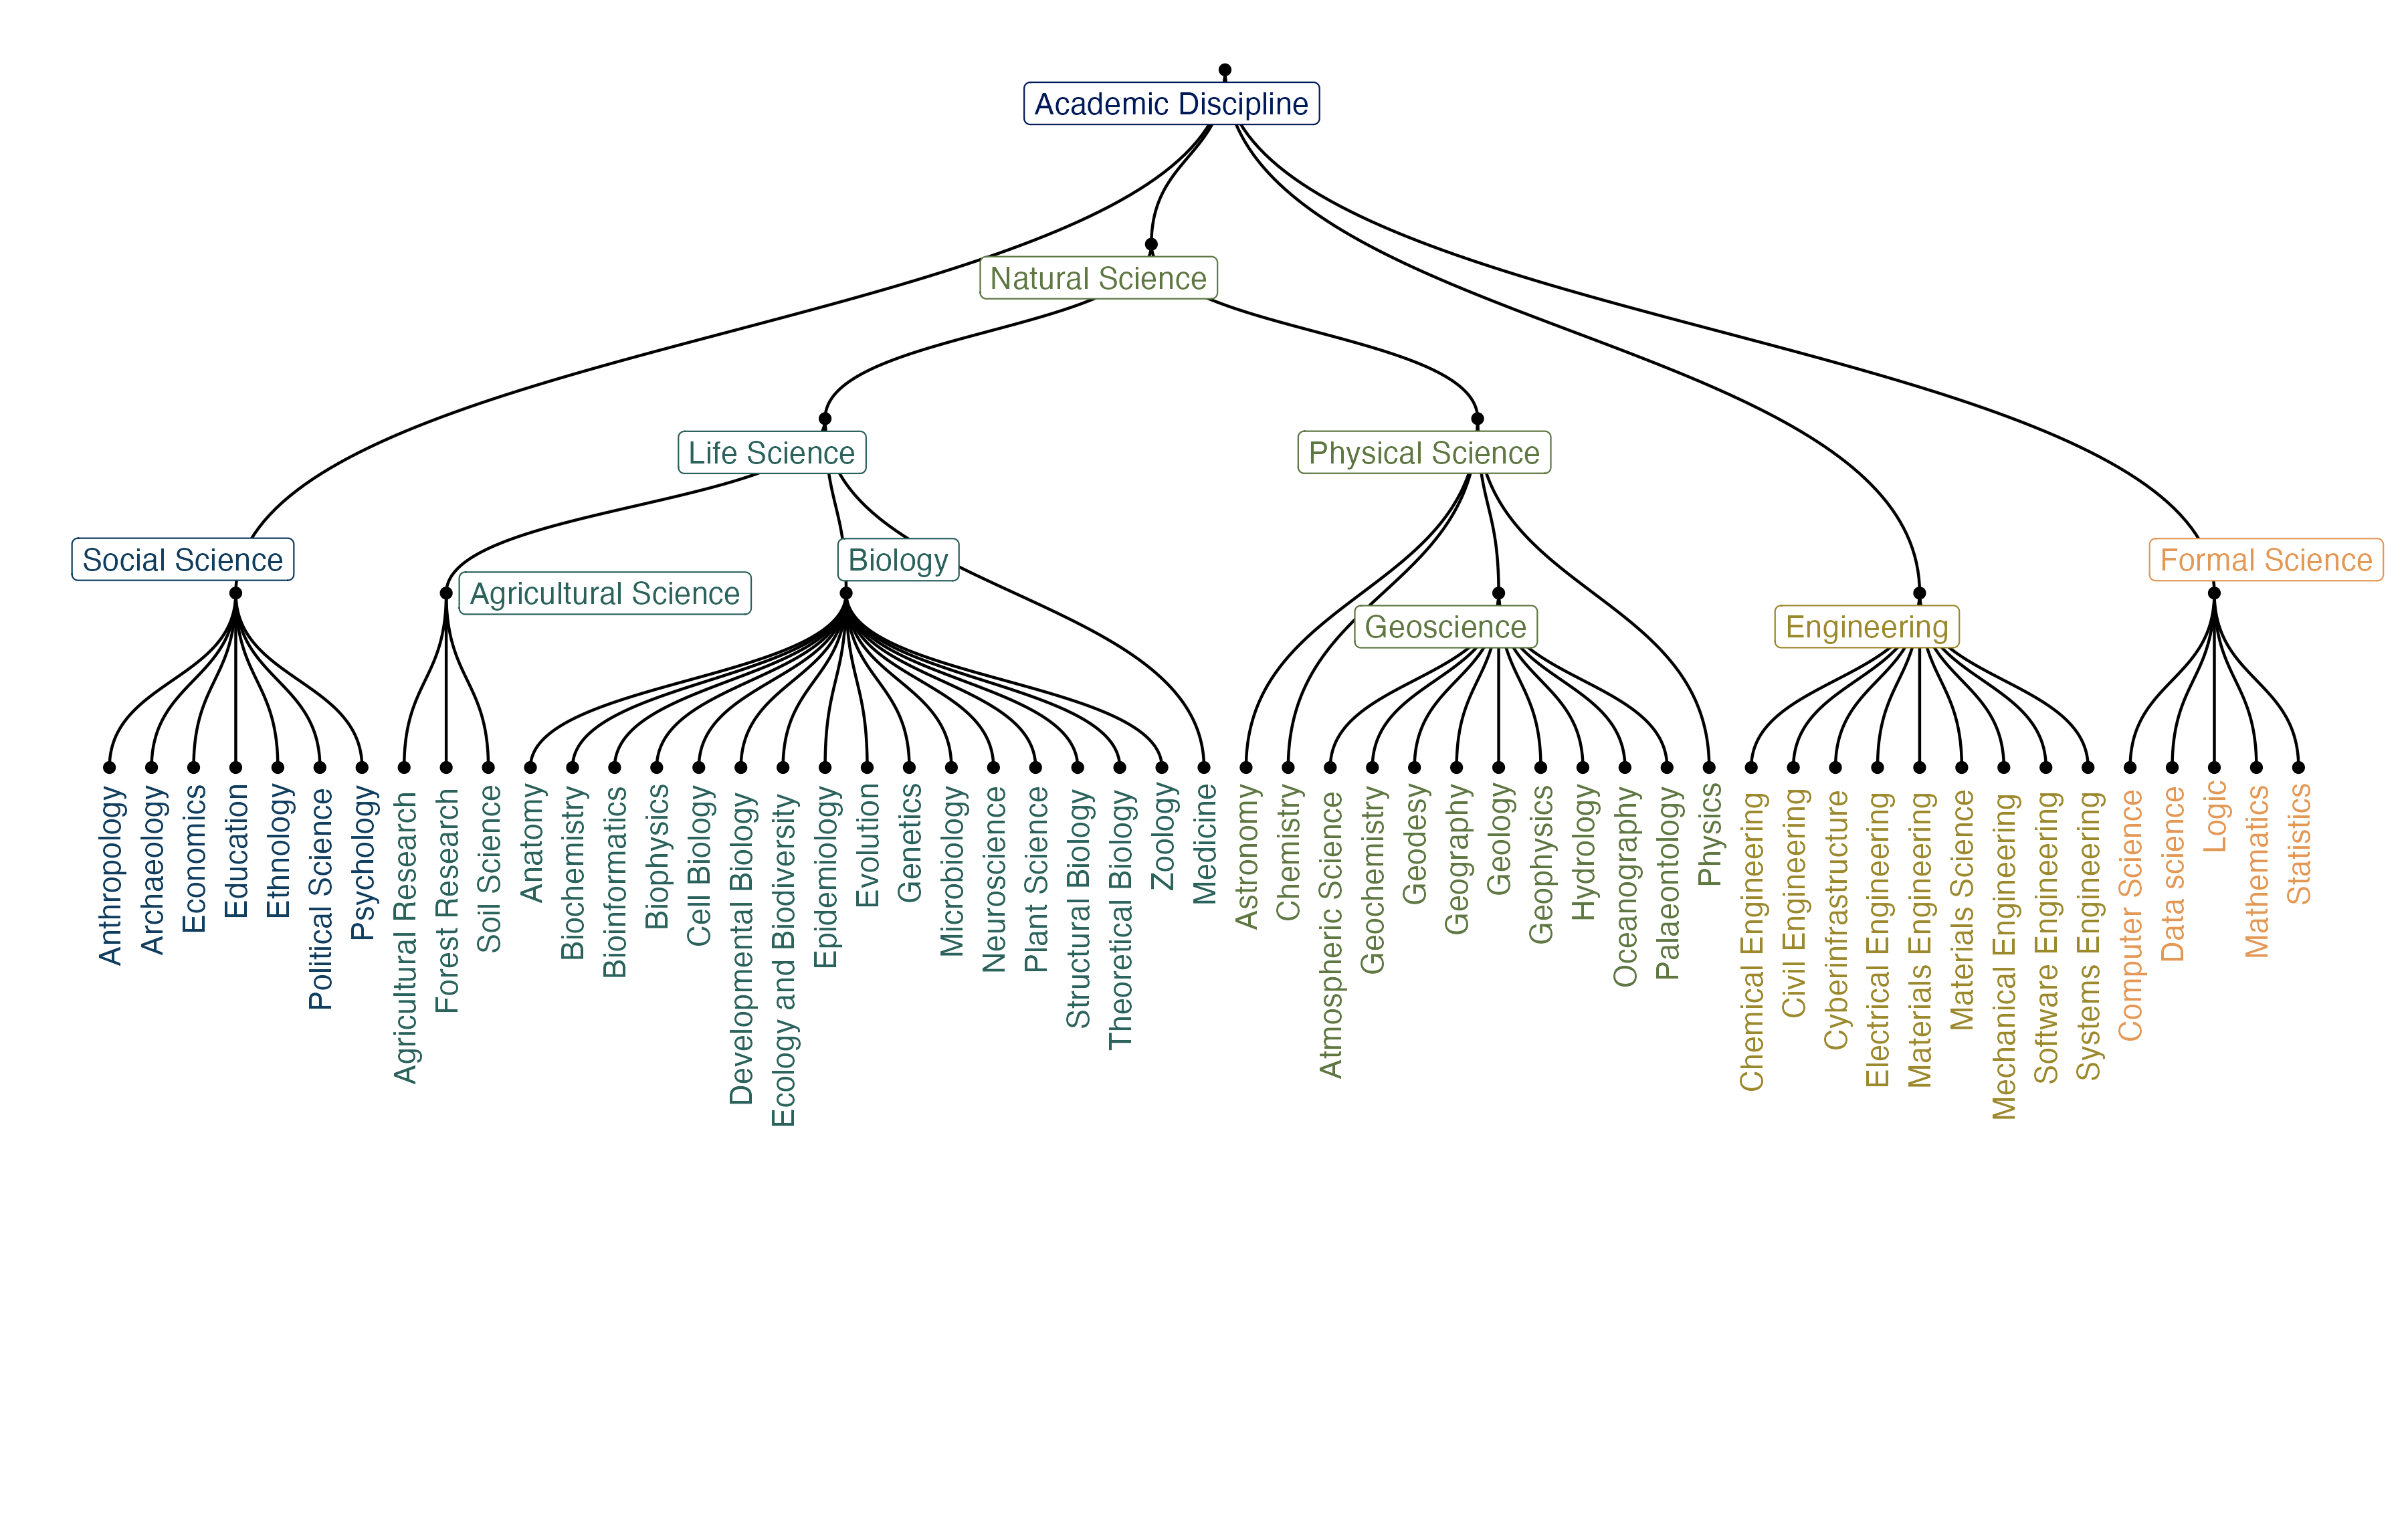 Academic Discipline
Natural Science
Life Science
Physical Science
Social Science
Biology
Formal Science
Agricultural Science
Geoscience
Engineering
Anthropology
Archaeology
Economics
Education
Ethnology
Political Science
Psychology
Agricultural Research
Forest Research
Soil Science
Anatomy
Biochemistry
Bioinformatics
Biophysics
Cell Biology
Developmental Biology
Ecology and Biodiversity
Epidemiology
Evolution
Genetics
Microbiology
Neuroscience
Plant Science
Structural Biology
Theoretical Biology
Zoology
Medicine
Astronomy
Chemistry
Atmospheric Science
Geochemistry
Geodesy
Geography
Geology
Geophysics
Hydrology
Oceanography
Palaeontology
Physics
Chemical Engineering
Civil Engineering
Cyberinfrastructure
Electrical Engineering
Materials Engineering
Materials Science
Mechanical Engineering
Software Engineering
Systems Engineering
Computer Science
Data science
Logic
Mathematics
Statistics